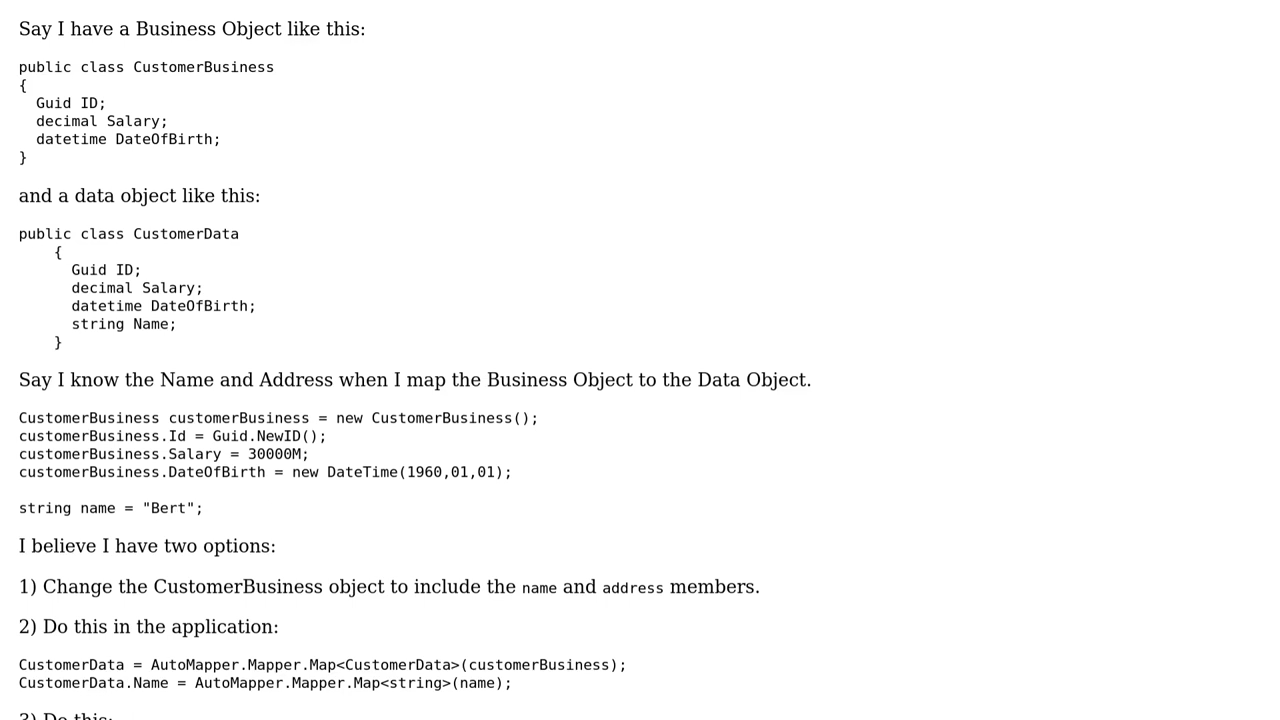 Say I have a Business Object like this:
public class CustomerBusiness
{
  Guid ID;
  decimal Salary;
  datetime DateOfBirth;
}
and a data object like this:
public class CustomerData
    {
      Guid ID;
      decimal Salary;
      datetime DateOfBirth;
      string Name;
    }
Say I know the Name and Address when I map the Business Object to the Data Object.
CustomerBusiness customerBusiness = new CustomerBusiness();
customerBusiness.Id = Guid.NewID();
customerBusiness.Salary = 30000M;
customerBusiness.DateOfBirth = new DateTime(1960,01,01);
string name = "Bert";
I believe I have two options:
1) Change the CustomerBusiness object to include the name and address members.
2) Do this in the application:
CustomerData = AutoMapper.Mapper.Map<CustomerData>(customerBusiness);
CustomerData.Name = AutoMapper.Mapper.Map<string>(name);
3) Do this: